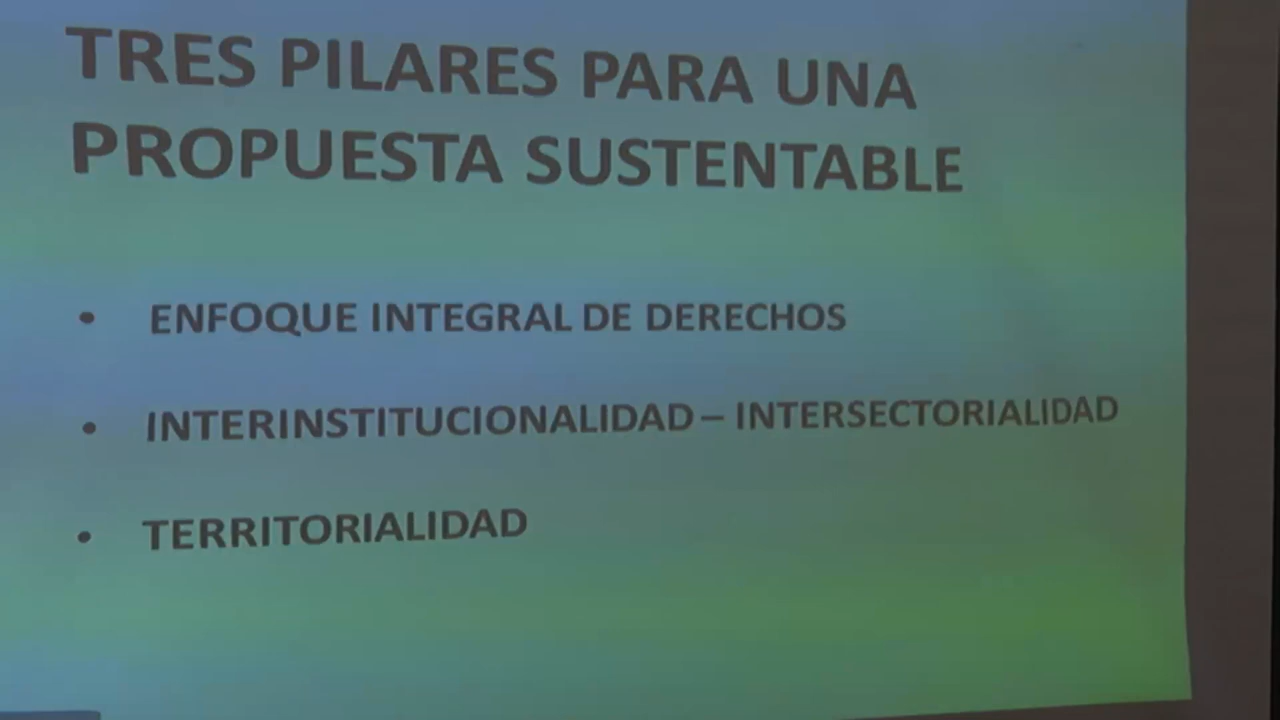 TRES PILARES PARA UNA
PROPUESTA SUSTENTABLE
• ENFOQUE INTEGRAL DE DERECHOS
• INTERINSTITUCIONALIDAD – INTERSECTORIALIDAD
• TERRITORIALIDAD